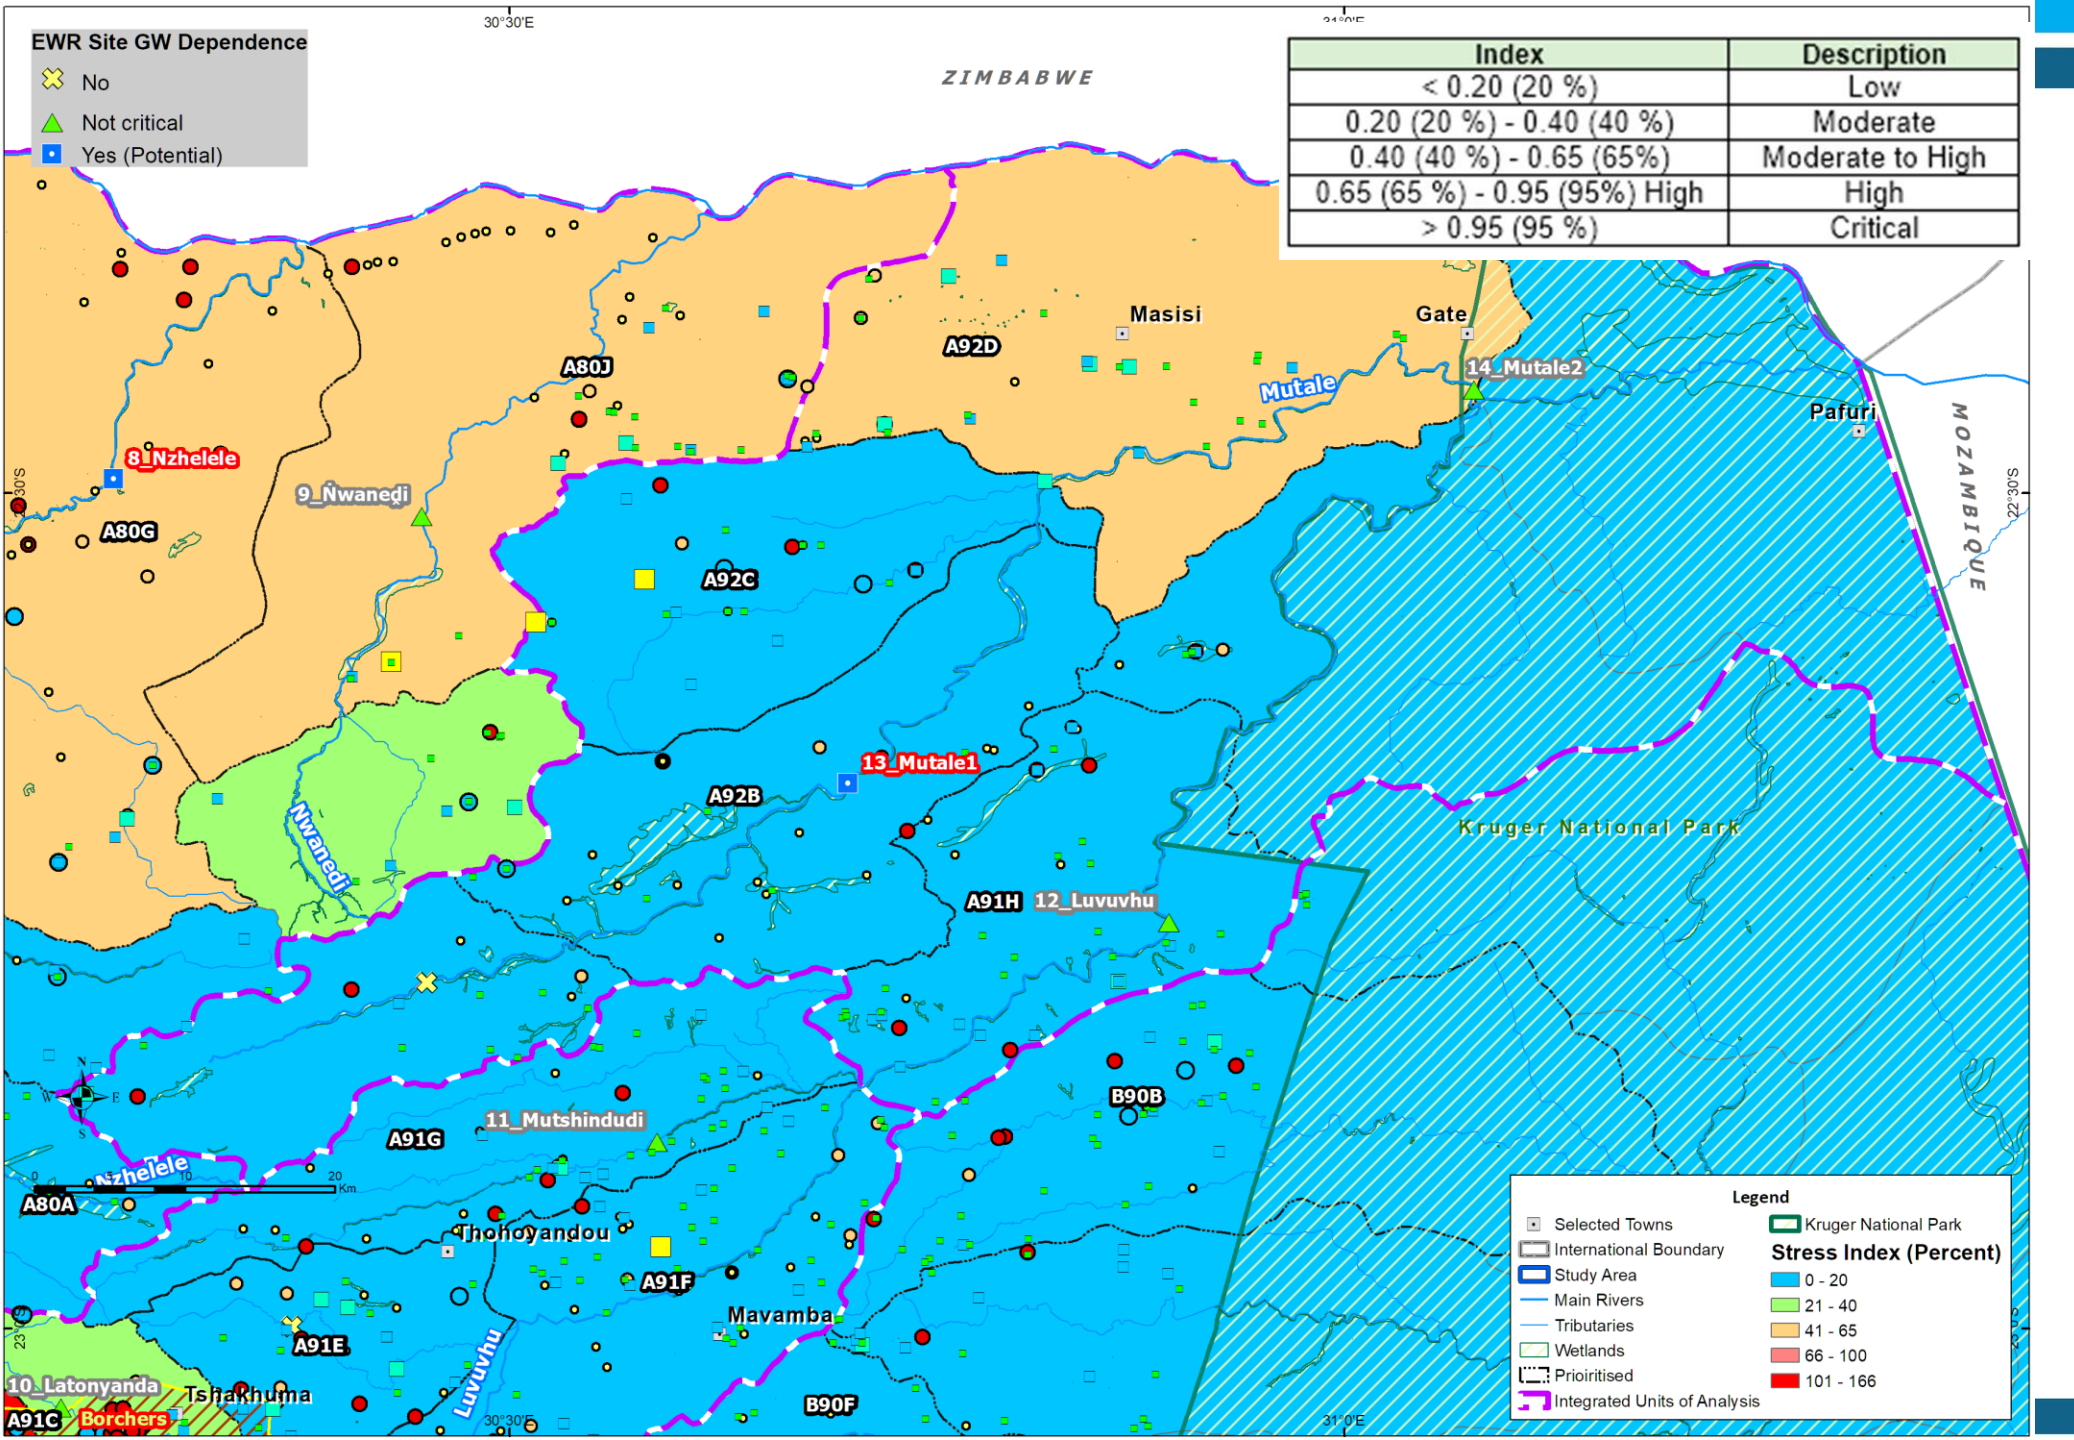 30°30'E
EWR Site GW Dependence
No
Not critical
Yes (Potential)
ZIMBABWE
Index Description
< 0.20 (20 %) Low
0.20 (20 %) - 0.40 (40 %) Moderate
0.40 (40 %) - 0.65 (65%) Moderate to High
0.65 (65 %) - 0.95 (95%) High High
> 0.95 (95 %) Critical
Masisi
Gate
A92D
A80J
14_Mutale2
Mutale
Pafuri
MOZAMBIQUE
8_Nzhelele
9_Nwanedi
22°30'S
A80G
A92C
13_Mutale1
A92B
Nwanedi
Kruger National Park
A91H
12_Luvuvhu
N
W E
S
B90B
11_Mutshindudi
A91G
Nzhelele
0 10 20
Km
A80A
Thohoyandou
A91F
Mavamba
A91E
Luvuvhu
10_Latonyanda
Tshakhuma
A91C
Borchers
B90F
30°30'E
31°0'E
Legend
Selected Towns
International Boundary
Study Area
Main Rivers
Tributaries
Wetlands
Prioiritised
Integrated Units of Analysis
Kruger National Park
Stress Index (Percent)
0 - 20
21 - 40
41 - 65
66 - 100
101 - 166